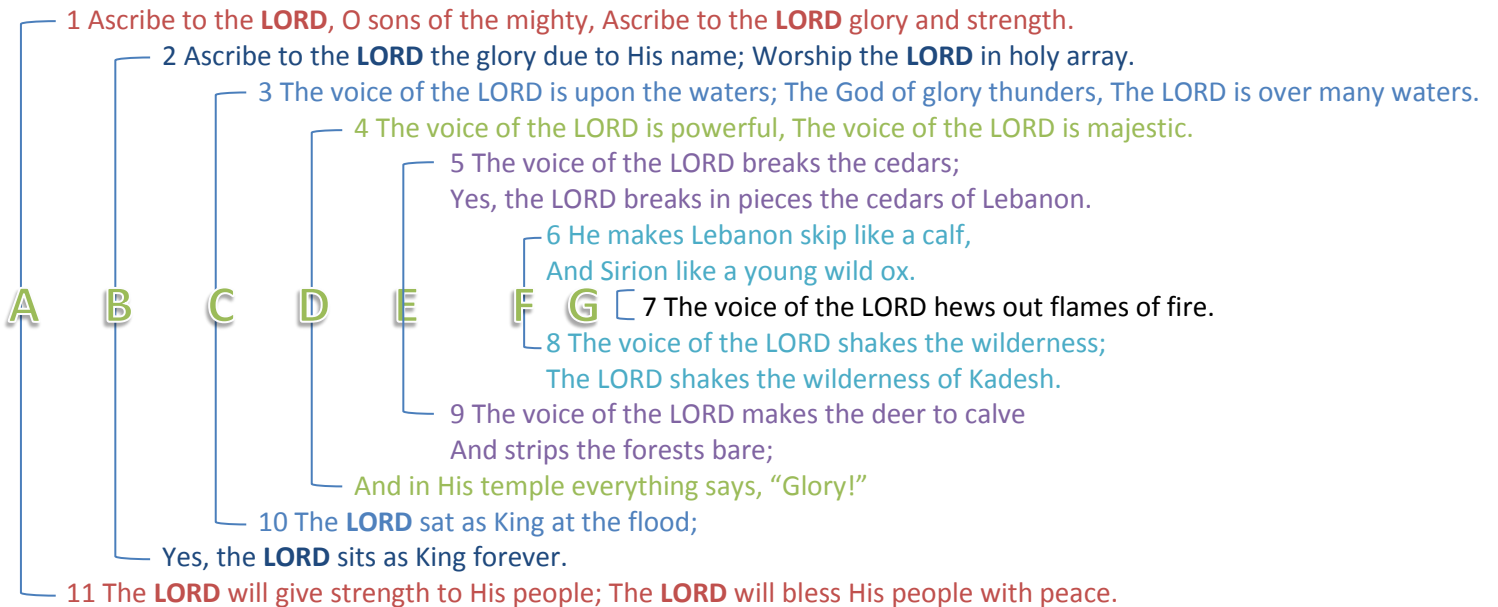 1 Ascribe to the LORD, O sons of the mighty, Ascribe to the LORD glory and strength.
2 Ascribe to the LORD the glory due to His name; Worship the LORD in holy array.
3 The voice of the LORD is upon the waters; The God of glory thunders, The LORD is over many waters.
4 The voice of the LORD is powerful, The voice of the LORD is majestic.
5 The voice of the LORD breaks the cedars;
Yes, the LORD breaks in pieces the cedars of Lebanon.
6 He makes Lebanon skip like a calf,
And Sirion like a young wild ox.
A B C D E F G 7 The voice of the LORD hews out flames of fire.
8 The voice of the LORD shakes the wilderness;
The LORD shakes the wilderness of Kadesh.
9 The voice of the LORD makes the deer to calve
And strips the forests bare;
And in His temple everything says, “Glory!”
10 The LORD sat as King at the flood;
Yes, the LORD sits as King forever.
11 The LORD will give strength to His people; The LORD will bless His people with peace.